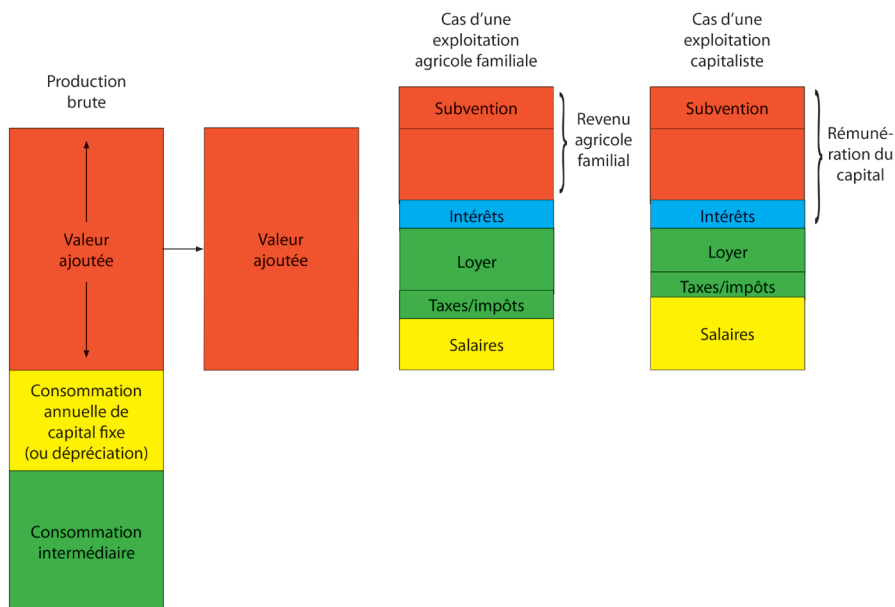 Production
brute
Valeur
ajoutée
Consommation
annuelle de
capital fixe
(ou dépréciation)
Consommation
intermédiaire
Valeur
ajoutée
Cas d’une
exploitation
agricole familiale
Subvention
Intérêts
Loyer
Taxes/impôts
Salaires
Revenu
agricole
familial
Cas d’une
exploitation
capitaliste
Subvention
Intérêts
Loyer
Taxes/impôts
Salaires
Rémuné-
ration du
capital